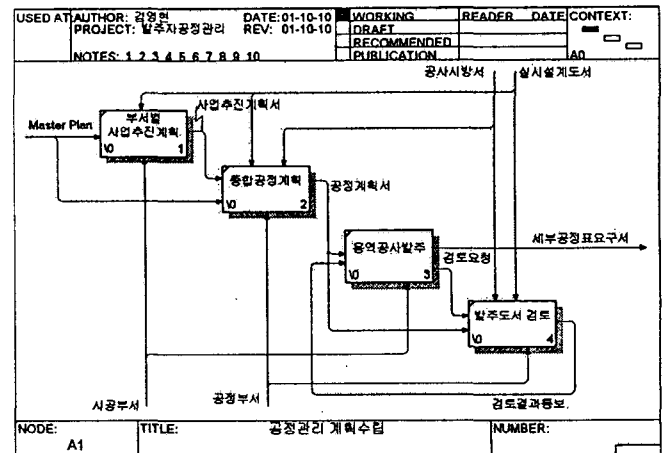 USED AT: AUTHOR: 김영현 DATE: 01-10-10 WORKING READER DATE CONTEXT:
PROJECT: 발주자공정관리 REV: 01-10-10 DRAFT
RECOMMENDED
NOTES: 1 2 3 4 5 6 7 8 9 10 PUBLICATION A0
공사시방서 실시설계도서
사업추진계획서
Master Plan
부서별
사업추진계획
\0 1
종합공정계획
\0 2
공정계획서
용역공사발주
\0 3
세부공정표요구서
검토요청
발주도서 검토
\0 4
시공부서 공정부서 검토결과통보
NODE: TITLE: 공정관리 계획수립 NUMBER:
A1